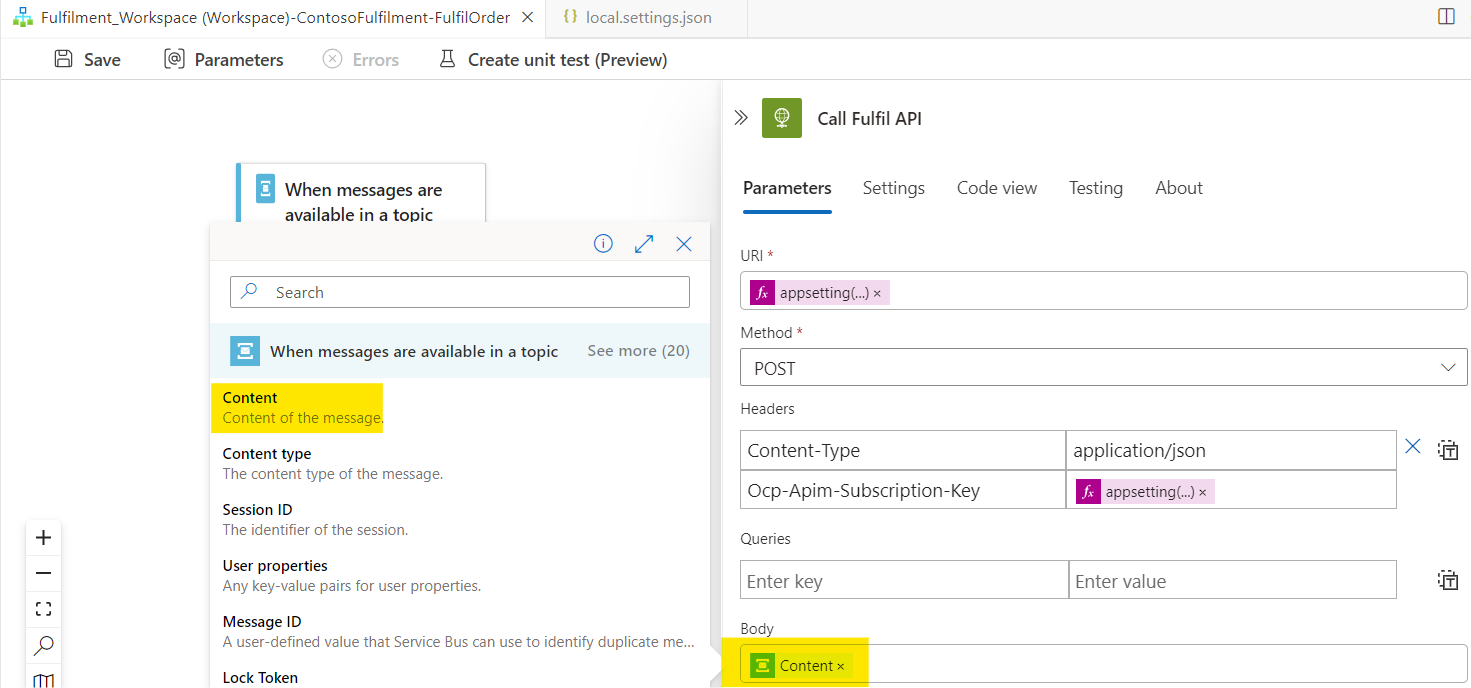 Fulfilment_Workspace (Workspace)-ContosoFulfilment-FulfilOrder
{} local.settings.json
Save
Parameters
Errors
Create unit test (Preview)
When messages are
available in a topic
Search
When messages are available in a topic
See more (20)
Content
Content of the message.
Content type
The content type of the message.
Session ID
The identifier of the session.
User properties
Any key-value pairs for user properties.
Message ID
A user-defined value that Service Bus can use to identify duplicate me...
Lock Token
Call Fulfil API
Parameters
Settings
Code view
Testing
About
URI *
fx appsetting(...) ×
Method *
POST
Headers
Content-Type
application/json
Ocp-Apim-Subscription-Key
fx appsetting(...) ×
Queries
Enter key
Enter value
Body
Content ×